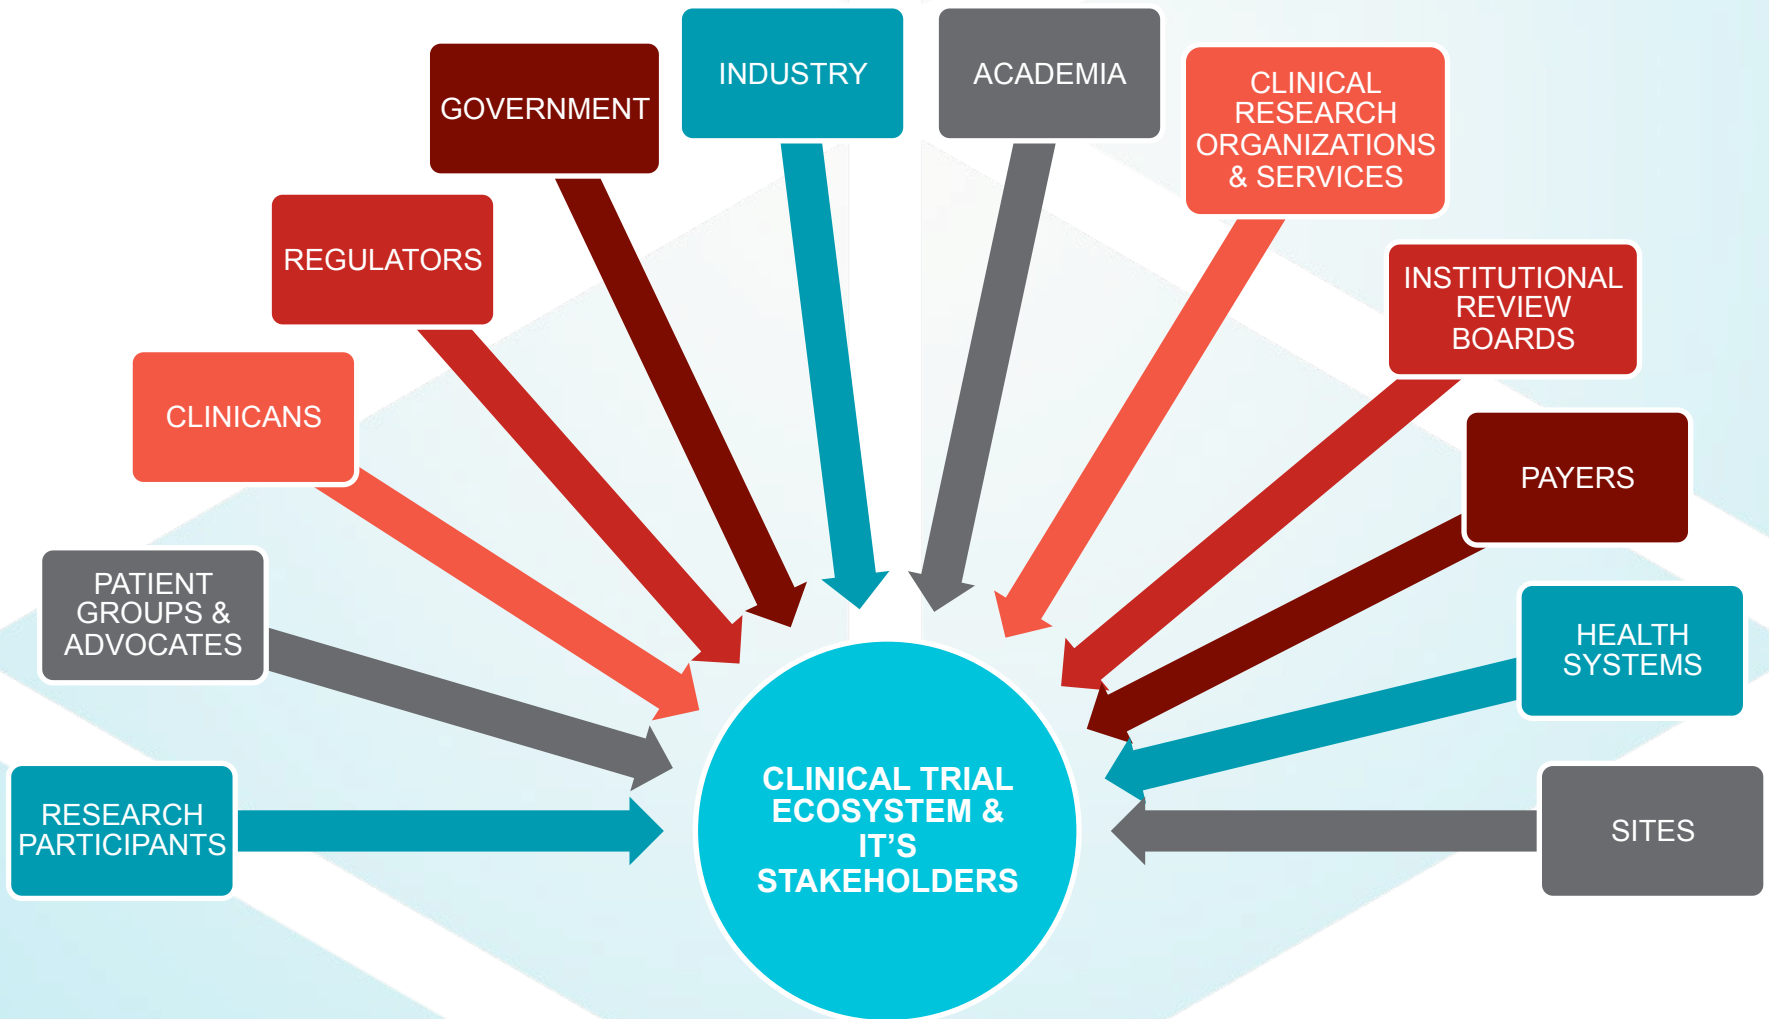 INDUSTRY
ACADEMIA
GOVERNMENT
CLINICAL
RESEARCH
ORGANIZATIONS
& SERVICES
REGULATORS
INSTITUTIONAL
REVIEW
BOARDS
CLINICANS
PAYERS
PATIENT
GROUPS &
ADVOCATES
HEALTH
SYSTEMS
RESEARCH
PARTICIPANTS
CLINICAL TRIAL
ECOSYSTEM &
IT’S
STAKEHOLDERS
SITES